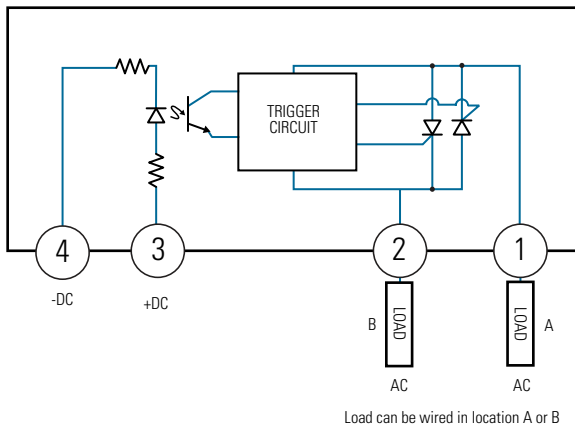 TRIGGER
CIRCUIT
4
3
2
1
-DC
+DC
B
LOAD
LOAD
A
AC
AC
Load can be wired in location A or B